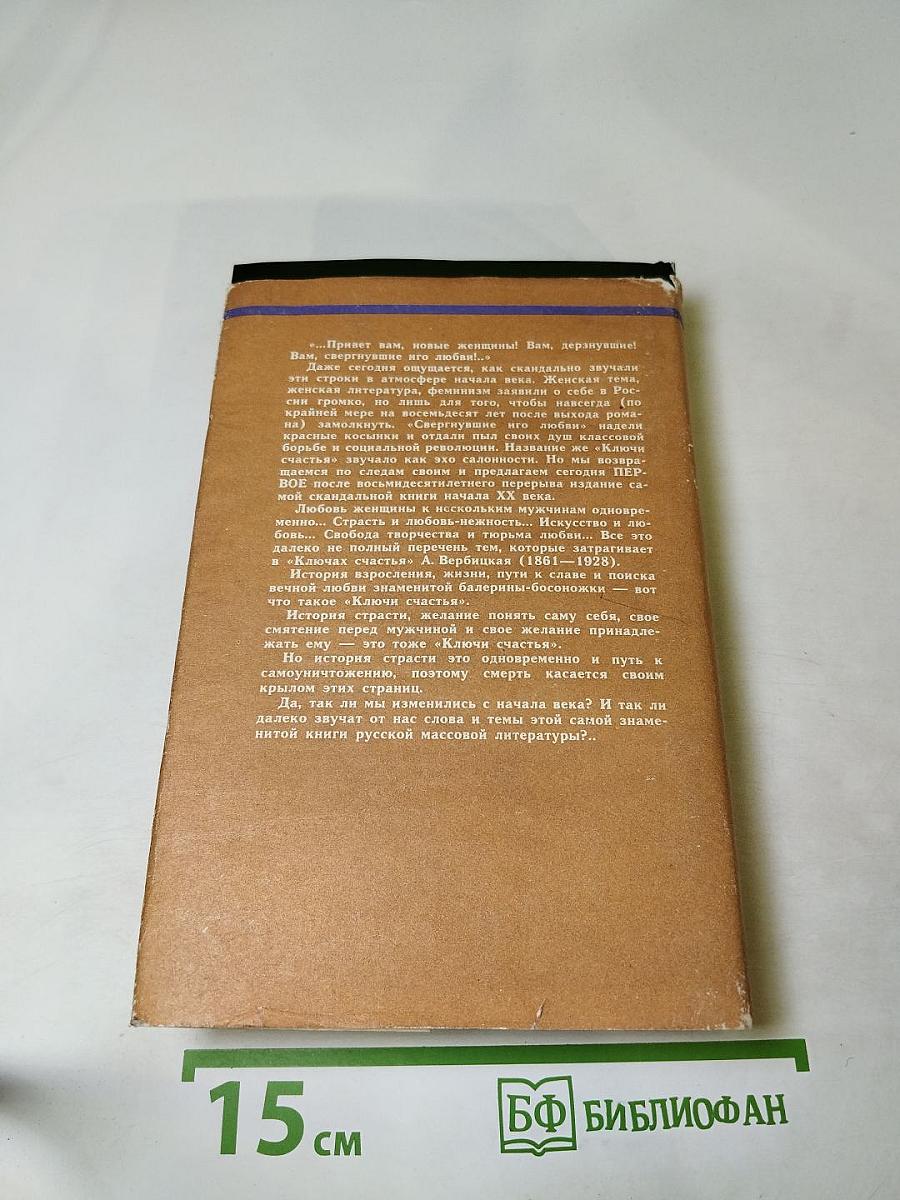 «...Привет вам, новые женщины! Вам, дерзнувшие!
Вам, свергнувшие иго любви!..»
Даже сегодня ощущается, как скандально звучали
эти строки в атмосфере начала века. Женская тема,
женская литература, феминизм заявили о себе в Рос-
сии громко, но лишь для того, чтобы навсегда (по
крайней мере на восемьдесят лет после выхода рома-
на) замолкнуть. «Свергнувшие иго любви» надели
красные косынки и отдали пыл своих душ классовой
борьбе и социальной революции. Название же «Ключи
счастья» звучало как эхо салонности. Но мы возвра-
щаемся по следам своим и предлагаем сегодня ПЕР-
ВОЕ после восьмидесятилетнего перерыва издание са-
мой скандальной книги начала XX века.
Любовь женщины к нескольким мужчинам одновре-
менно... Страсть и любовь-нежность... Искусство и лю-
бовь... Свобода творчества и тюрьма любви... Все это
далеко не полный перечень тем, которые затрагивает
в «Ключах счастья» А. Вербицкая (1861—1928).
История взросления, жизни, пути к славе и поиска
вечной любви знаменитой балерины-босоножки — вот
что такое «Ключи счастья».
История страсти, желание понять саму себя, свое
смятение перед мужчиной и свое желание принадле-
жать ему — это тоже «Ключи счастья».
Но история страсти это одновременно и путь к
самоуничтожению, поэтому смерть касается своим
крылом этих страниц.
Да, так ли мы изменились с начала века? И так ли
далеко звучат от нас слова и темы этой самой знаме-
нитой книги русской массовой литературы?..
15 см
БФ БИБЛИОФАН